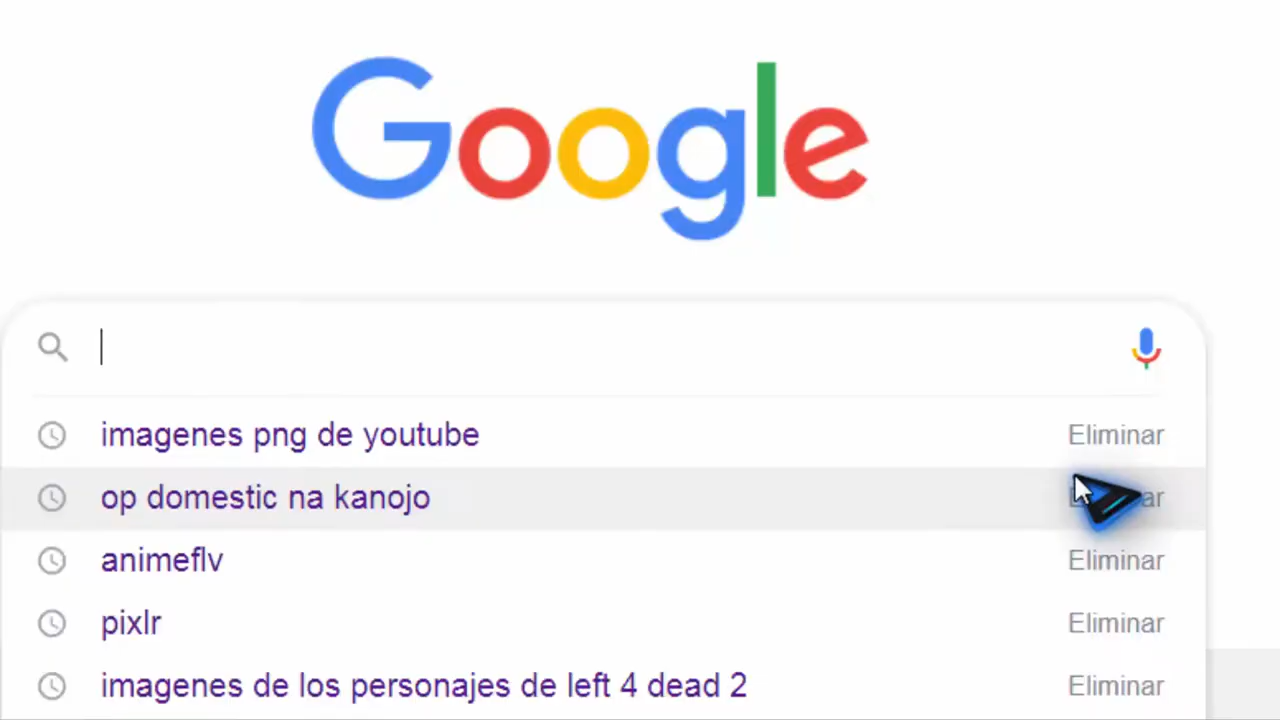 Google
imagenes png de youtube Eliminar
op domestic na kanojo
animeflv Eliminar
pixlr Eliminar
imagenes de los personajes de left 4 dead 2 Eliminar